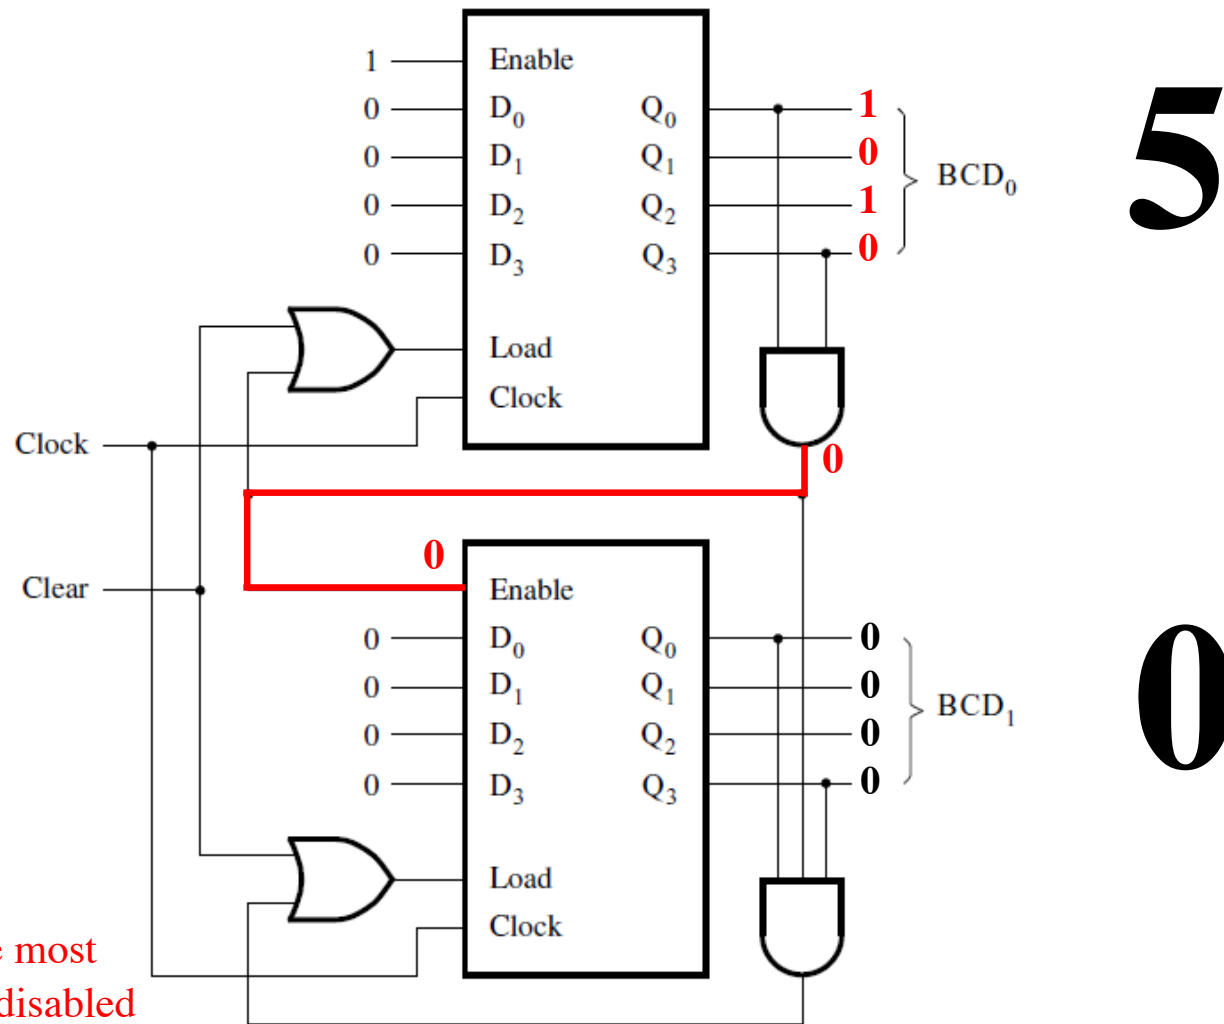 1 Enable
0 D0 Q0 1
0 D1 Q1 0
0 D2 Q2 1
0 D3 Q3 0
BCD0
5
Load
Clock
Clock
0
0
Clear
Enable
0 D0 Q0 0
0 D1 Q1 0
0 D2 Q2 0
0 D3 Q3 0
BCD1
0
Load
Clock
most
disabled